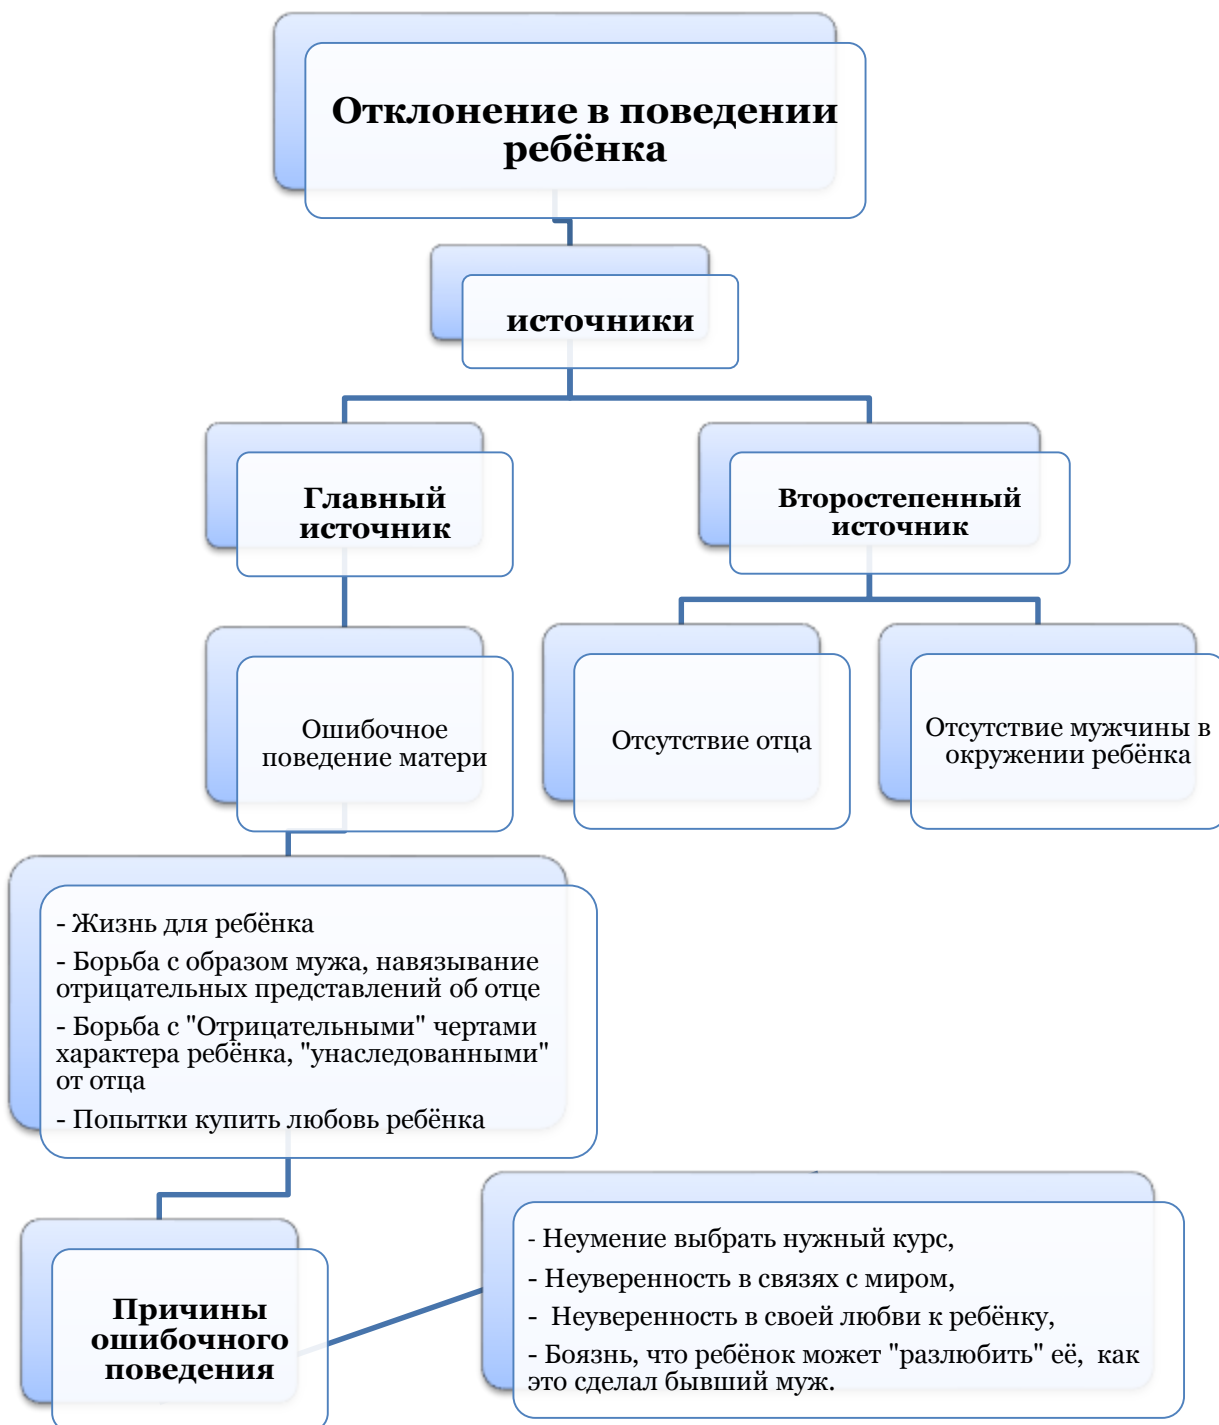 Отклонение в поведении
ребёнка
источники
Главный
источник
Второстепенный
источник
Ошибочное
поведение матери
Отсутствие отца
Отсутствие мужчины в
окружении ребёнка
- Жизнь для ребёнка
- Борьба с образом мужа, навязывание
отрицательных представлений об отце
- Борьба с "Отрицательными" чертами
характера ребёнка, "унаследованными"
от отца
- Попытки купить любовь ребёнка
Причины
ошибочного
поведения
- Неумение выбрать нужный курс,
- Неуверенность в связях с миром,
- Неуверенность в своей любви к ребёнку,
- Боязнь, что ребёнок может "разлюбить" её, как
это сделал бывший муж.